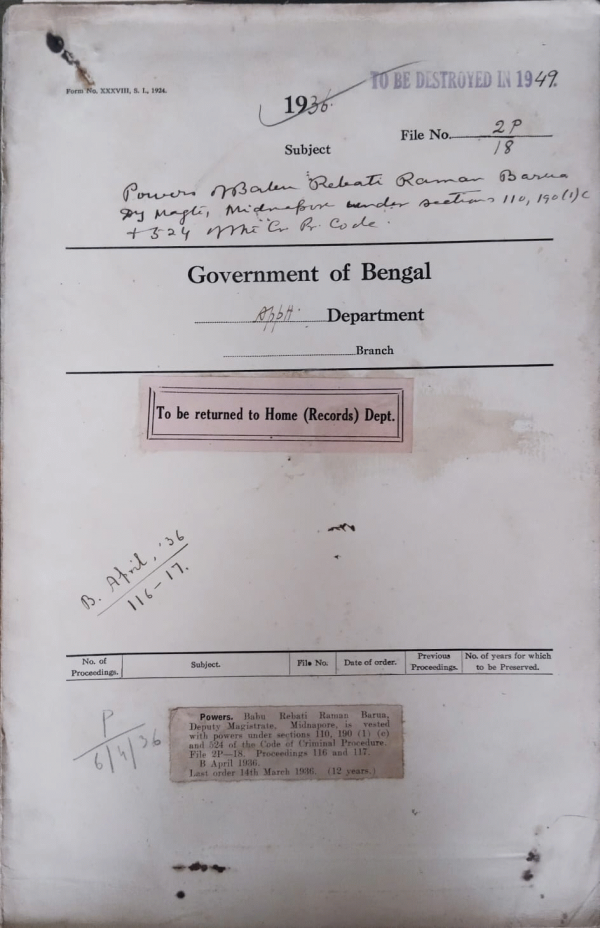 Form No. XXXVIII, S. I., 1924.
TO BE DESTROYED IN 1949.
1936.
File No. 2P/18
Subject
Powers of Babu Rebati Raman Barua
Dy Magte, Midnapore under sections 110, 190(1)c
+ 524 of the Cr. Pr. Code.
Government of Bengal
Apptt. Department
Branch
To be returned to Home (Records) Dept.
B. April, '36
116-17.
No. of Proceedings. Subject. File No. Date of order. Previous Proceedings. No. of years for which to be Preserved.
P
6/4/36
Powers. Babu Rebati Raman Barua,
Deputy Magistrate, Midnapore, is vested
with powers under sections 110, 190 (1) (c)
and 524 of the Code of Criminal Procedure.
File 2P—18. Proceedings 116 and 117.
B April 1936.
Last order 14th March 1936. (12 years.)